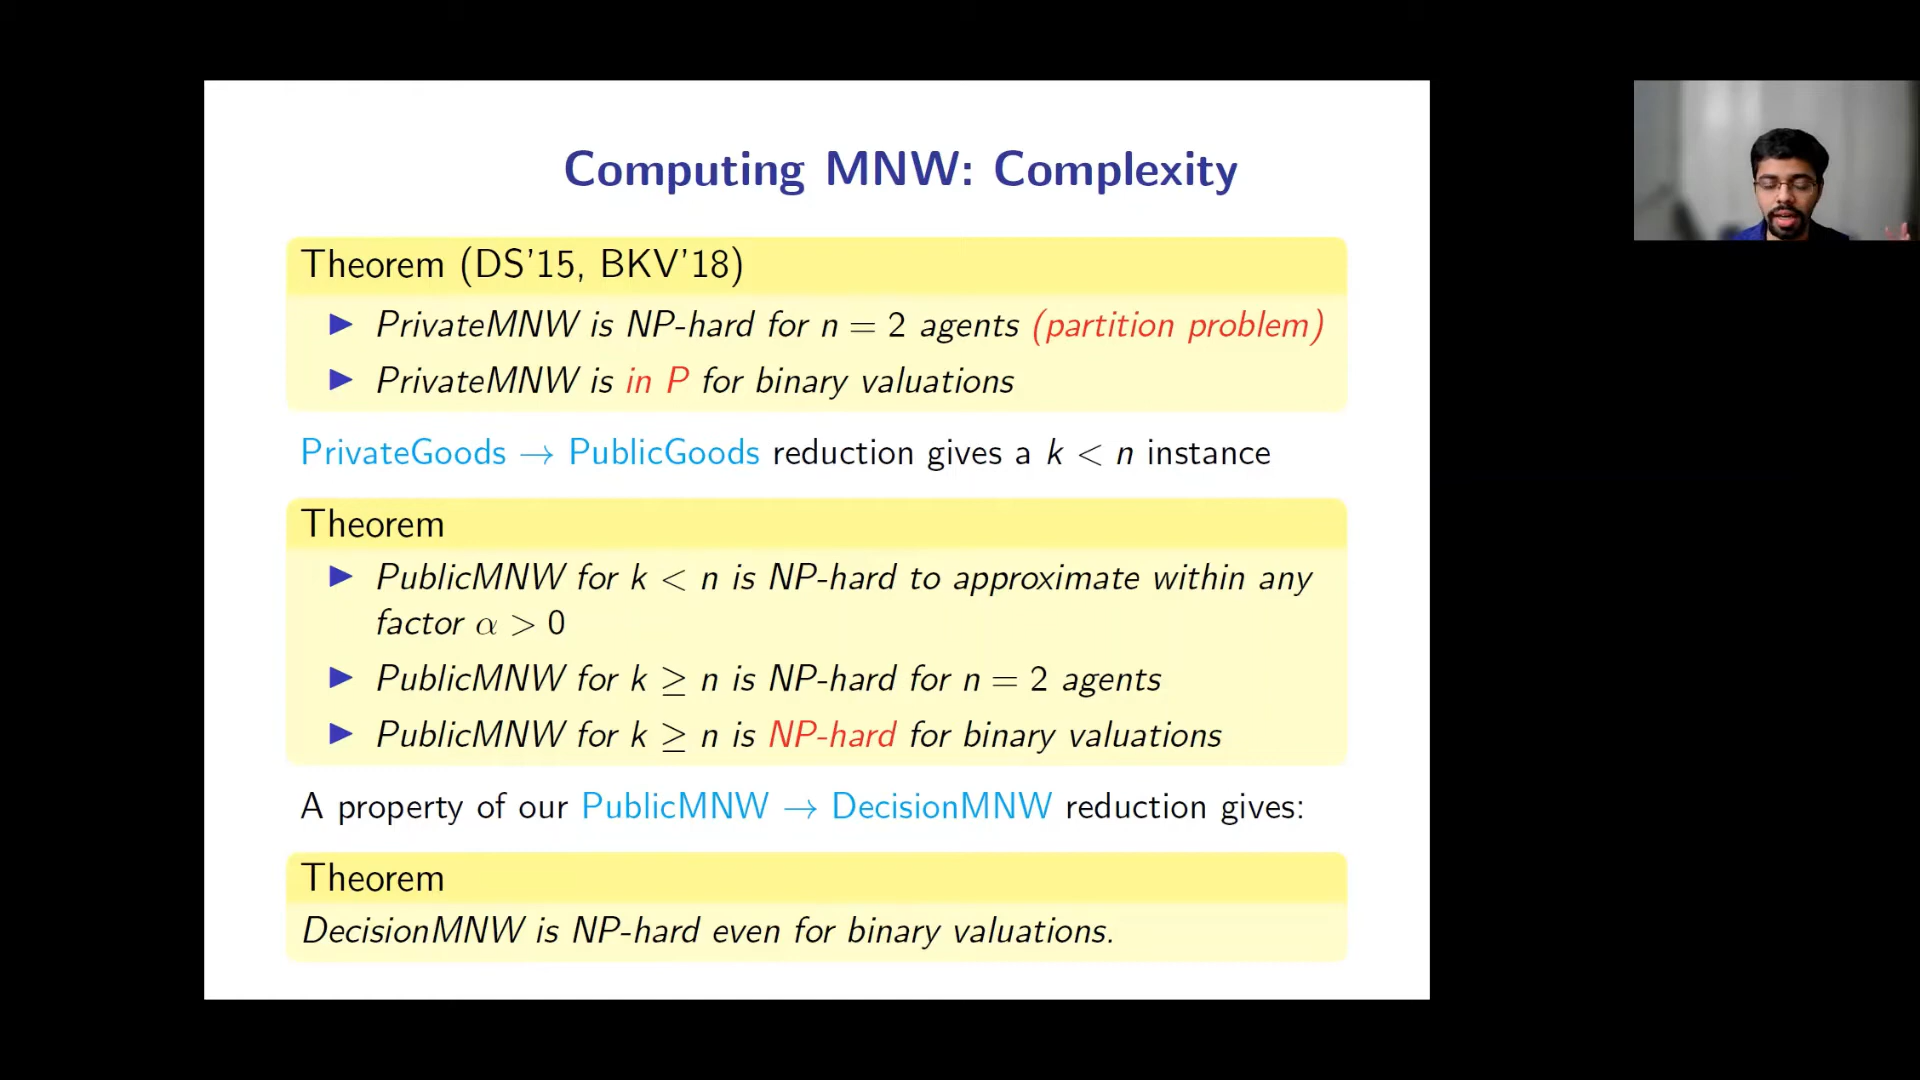 Computing MNW: Complexity
Theorem (DS'15, BKV'18)
▶ PrivateMNW is NP-hard for n = 2 agents (partition problem)
▶ PrivateMNW is in P for binary valuations
PrivateGoods → PublicGoods reduction gives a k < n instance
Theorem
▶ PublicMNW for k < n is NP-hard to approximate within any
factor α > 0
▶ PublicMNW for k ≥ n is NP-hard for n = 2 agents
▶ PublicMNW for k ≥ n is NP-hard for binary valuations
A property of our PublicMNW → DecisionMNW reduction gives:
Theorem
DecisionMNW is NP-hard even for binary valuations.